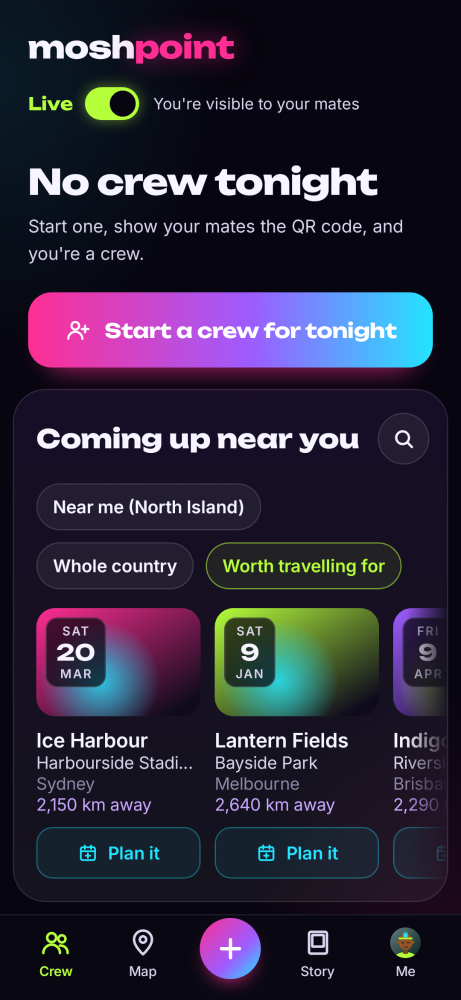 moshpoint
Live
You're visible to your mates
No crew tonight
Start one, show your mates the QR code, and
you're a crew.
Start a crew for tonight
Coming up near you
Near me (North Island)
Whole country
Worth travelling for
SAT
20
MAR
Ice Harbour
Harbourside Stadi...
Sydney
2,150 km away
Plan it
SAT
9
JAN
Lantern Fields
Bayside Park
Melbourne
2,640 km away
Plan it
FRI
9
APR
2,290
Crew
Map
Story
Me